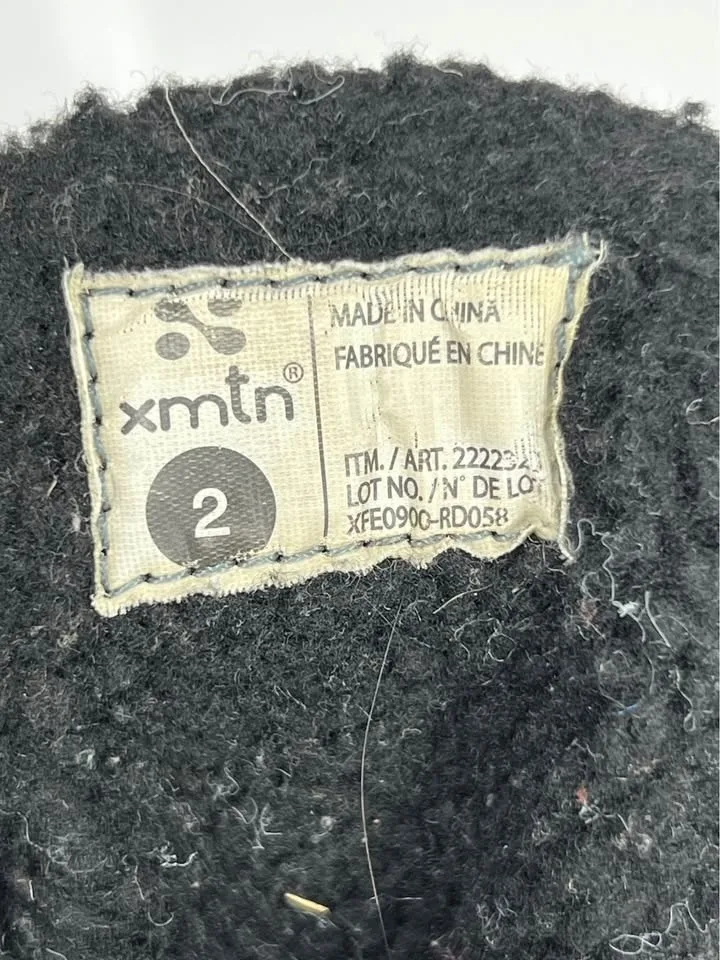 xmtn®
2
MADE IN CHINA
FABRIQUÉ EN CHINE
ITM. / ART.
LOT NO. / N° DE
XFE0900-RD058